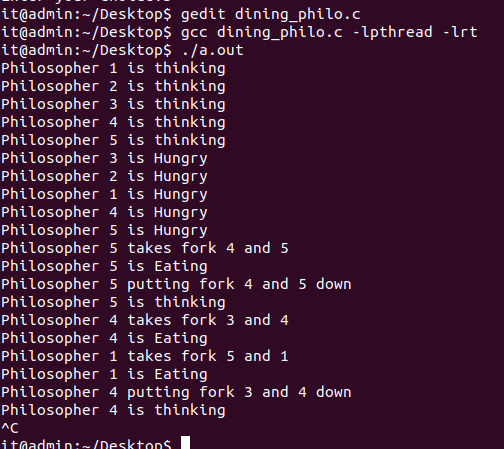 it@admin:~/Desktop$ gedit dining_philo.c
it@admin:~/Desktop$ gcc dining_philo.c -lpthread -lrt
it@admin:~/Desktop$ ./a.out
Philosopher 1 is thinking
Philosopher 2 is thinking
Philosopher 3 is thinking
Philosopher 4 is thinking
Philosopher 5 is thinking
Philosopher 3 is Hungry
Philosopher 2 is Hungry
Philosopher 1 is Hungry
Philosopher 4 is Hungry
Philosopher 5 is Hungry
Philosopher 5 takes fork 4 and 5
Philosopher 5 is Eating
Philosopher 5 putting fork 4 and 5 down
Philosopher 5 is thinking
Philosopher 4 takes fork 3 and 4
Philosopher 4 is Eating
Philosopher 1 takes fork 5 and 1
Philosopher 1 is Eating
Philosopher 4 putting fork 3 and 4 down
Philosopher 4 is thinking
^C
it@admin:~/Desktop$